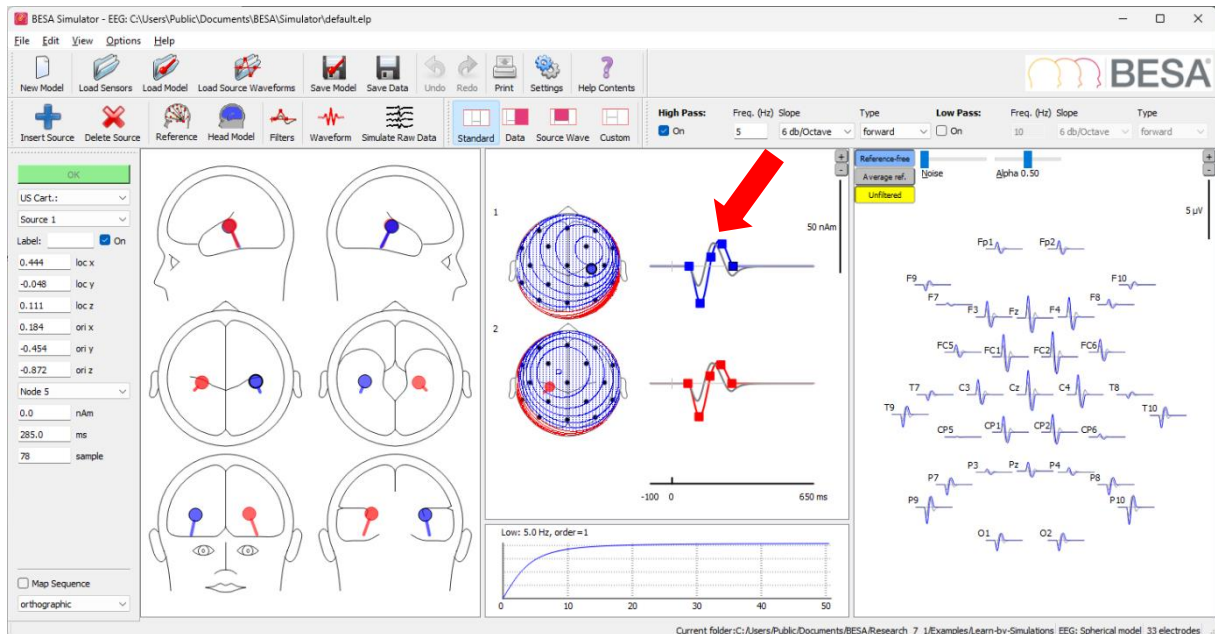 BESA Simulator - EEG: C:\Users\Public\Documents\BESA\Simulator\default.elp
File Edit View Options Help
New Model Load Sensors Load Model Load Source Waveforms Save Model Save Data Undo Redo Print Settings Help Contents
BESA
Insert Source Delete Source Reference Head Model Filters Waveform Simulate Raw Data Standard Data Source Wave Custom
High Pass: Freq. (Hz) Slope Type Low Pass: Freq. (Hz) Slope Type
On 5 6 db/Octave forward On 10 6 db/Octave forward
OK
US Cart.:
Source 1
Label: On
0.444 loc x
-0.048 loc y
0.111 loc z
0.184 ori x
-0.454 ori y
-0.872 ori z
Node 5
0.0 nAm
285.0 ms
78 sample
Map Sequence
orthographic
1
+
-
50 nAm
2
-100 0 650 ms
Low: 5.0 Hz, order=1
0 10 20 30 40 50
Reference-free
Average ref.
Unfiltered
Noise Alpha 0.50
+
-
5 µV
Fp1 Fp2
F9 F10
F7 F3 Fz F4 F8
FC5 FC1 FC2 FC6
T7 C3 Cz C4 T8
T9 T10
CP5 CP1 CP2 CP6
P7 P3 Pz P4 P8
P9 P10
O1 O2
Current folder:C:/Users/Public/Documents/BESA/Research_7_1/Examples/Learn-by-Simulations EEG: Spherical model 33 electrodes